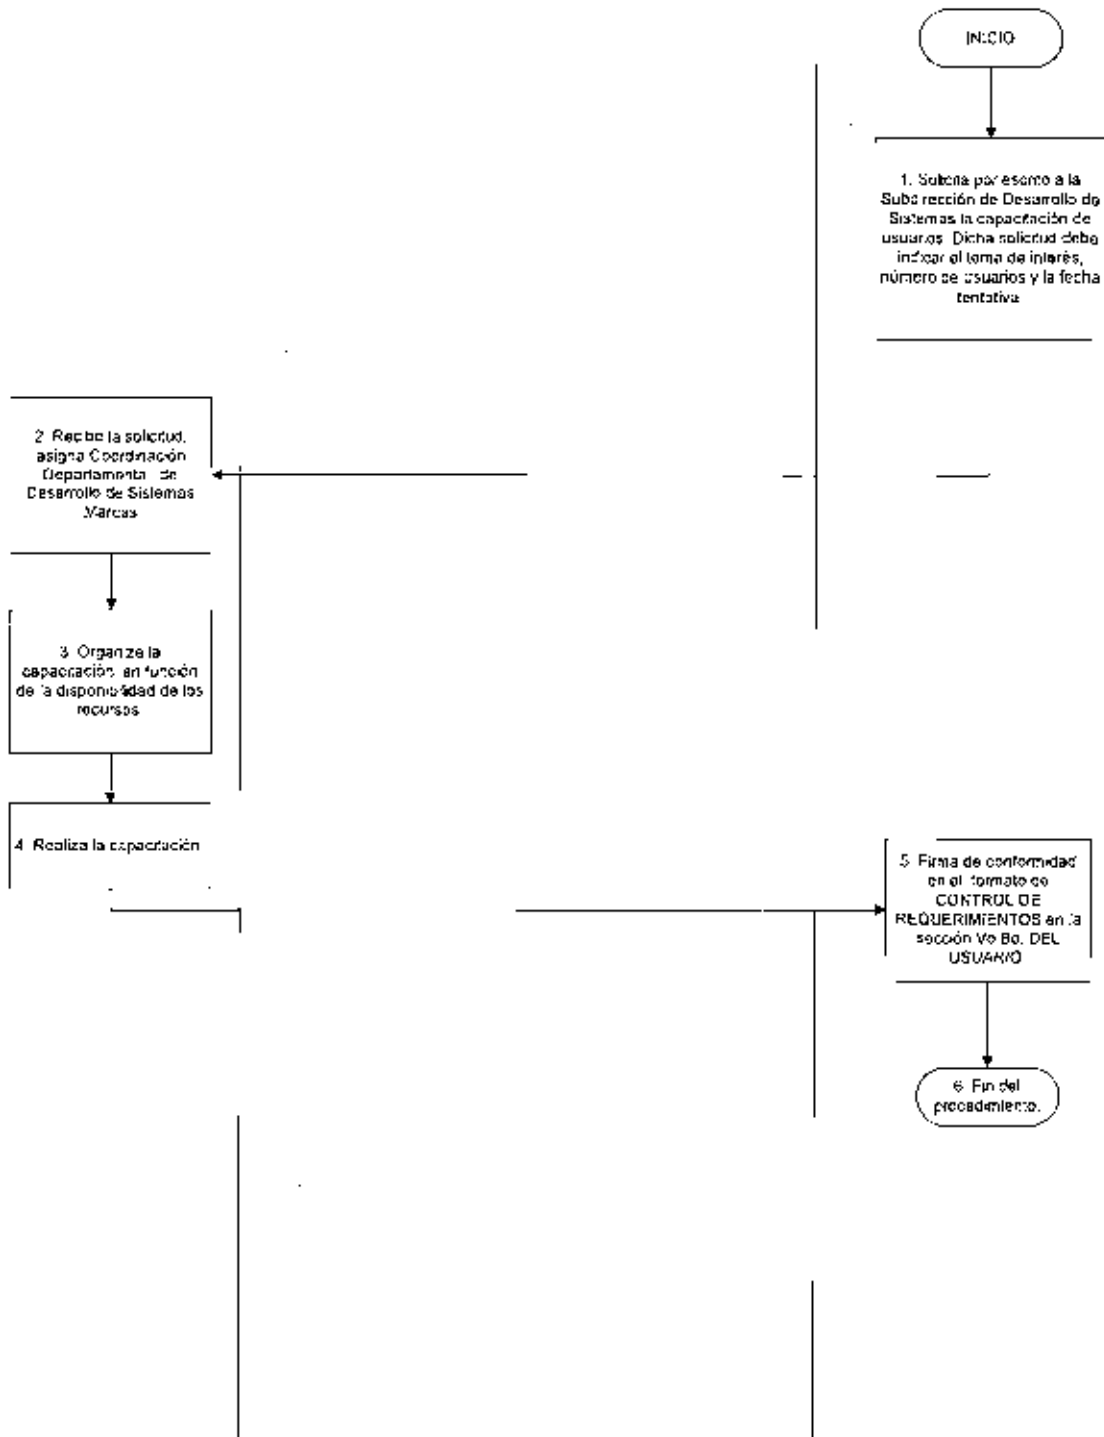 INICIO
1. Solicita por escrito a la
Subdirección de Desarrollo de
Sistemas la capacitación de
usuarios. Dicha solicitud debe
indicar el tema de interés,
número de usuarios y la fecha
tentativa
2. Recibe la solicitud,
asigna Coordinación
Departamental de
Desarrollo de Sistemas
Marcas
3. Organiza la
capacitación, en función
de la disponibilidad de los
recursos
4. Realiza la capacitación
5. Firma de conformidad
en el formato de
CONTROL DE
REQUERIMIENTOS en la
sección Vo Bo. DEL
USUARIO
6. Fin del
procedimiento.